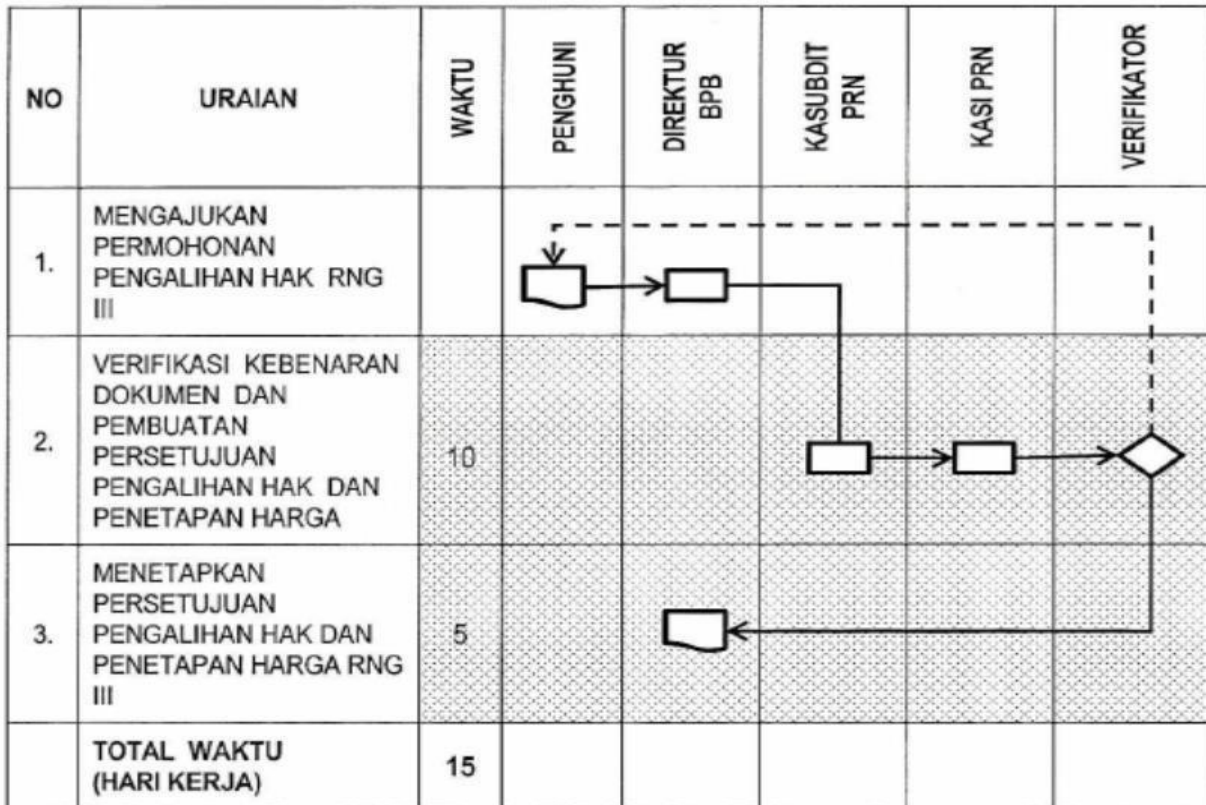 NO
URAIAN
WAKTU
PENGHUNI
DIREKTUR
BPB
KASUBDIT
PRN
KASI PRN
VERIFIKATOR
1.
MENGAJUKAN
PERMOHONAN
PENGALIHAN HAK RNG
III
2.
VERIFIKASI KEBENARAN
DOKUMEN DAN
PEMBUATAN
PERSETUJUAN
PENGALIHAN HAK DAN
PENETAPAN HARGA
10
3.
MENETAPKAN
PERSETUJUAN
PENGALIHAN HAK DAN
PENETAPAN HARGA RNG
III
5
TOTAL WAKTU
(HARI KERJA)
15